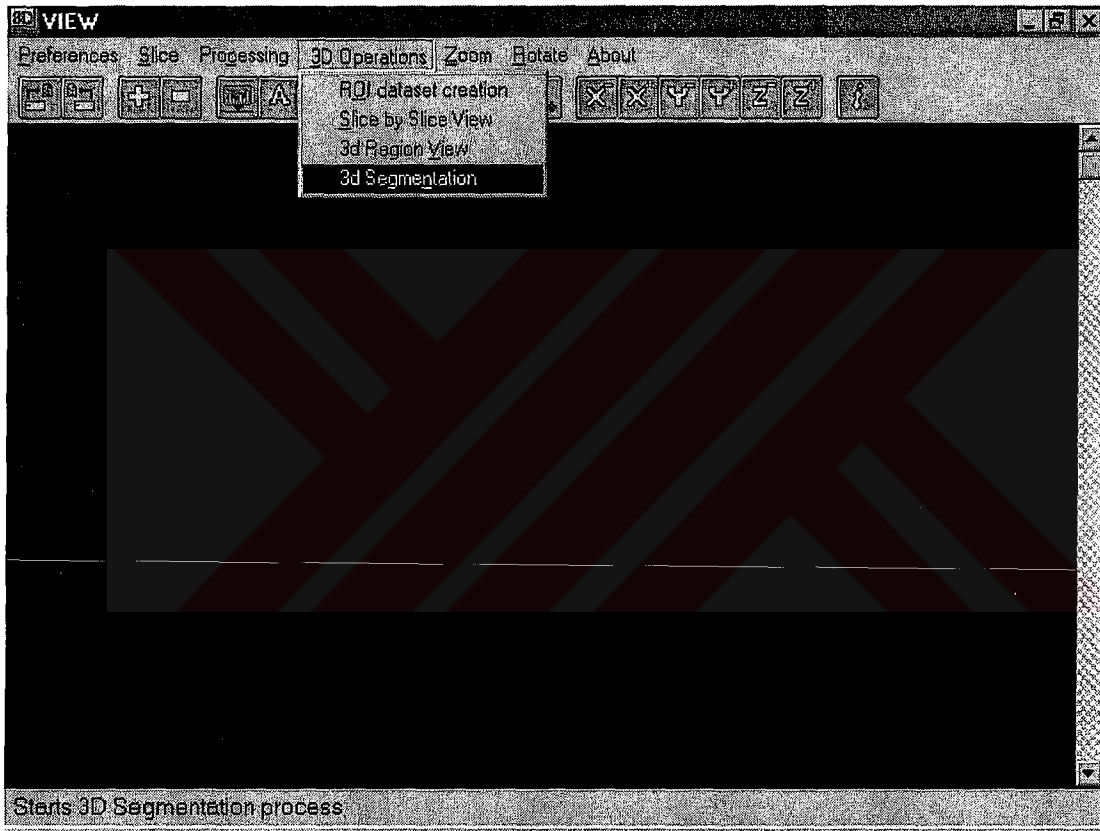 3D VIEW
Preferences Slice Processing 3D Operations Zoom Rotate About
A X X Y Y Z Z i
ROI dataset creation
Slice by Slice View
3d Region View
3d Segmentation
Starts 3D Segmentation process